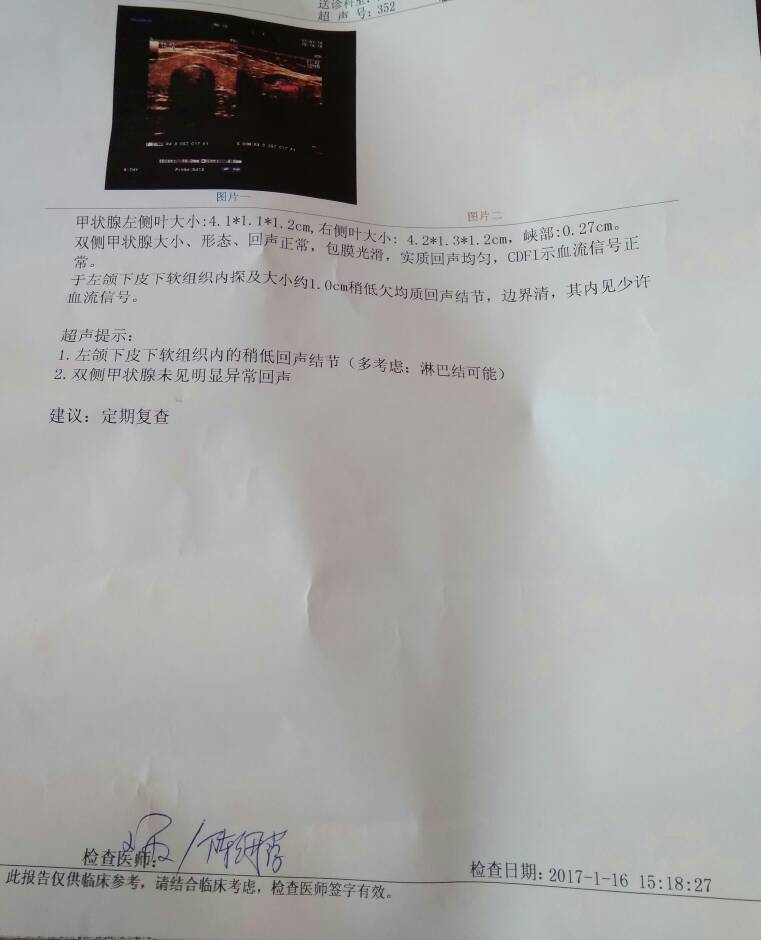 送诊科室:
超 声 号: 352
图片一
图片二
甲状腺左侧叶大小:4.1*1.1*1.2cm,右侧叶大小: 4.2*1.3*1.2cm, 峡部:0.27cm。
双侧甲状腺大小、形态、回声正常, 包膜光滑, 实质回声均匀, CDFI示血流信号正
常。
于左颌下皮下软组织内探及大小约1.0cm稍低欠均质回声结节, 边界清, 其内见少许
血流信号。
超声提示:
1.左颌下皮下软组织内的稍低回声结节(多考虑: 淋巴结可能)
2.双侧甲状腺未见明显异常回声
建议: 定期复查
检查医师:
检查日期: 2017-1-16 15:18:27
此报告仅供临床参考, 请结合临床考虑, 检查医师签字有效。